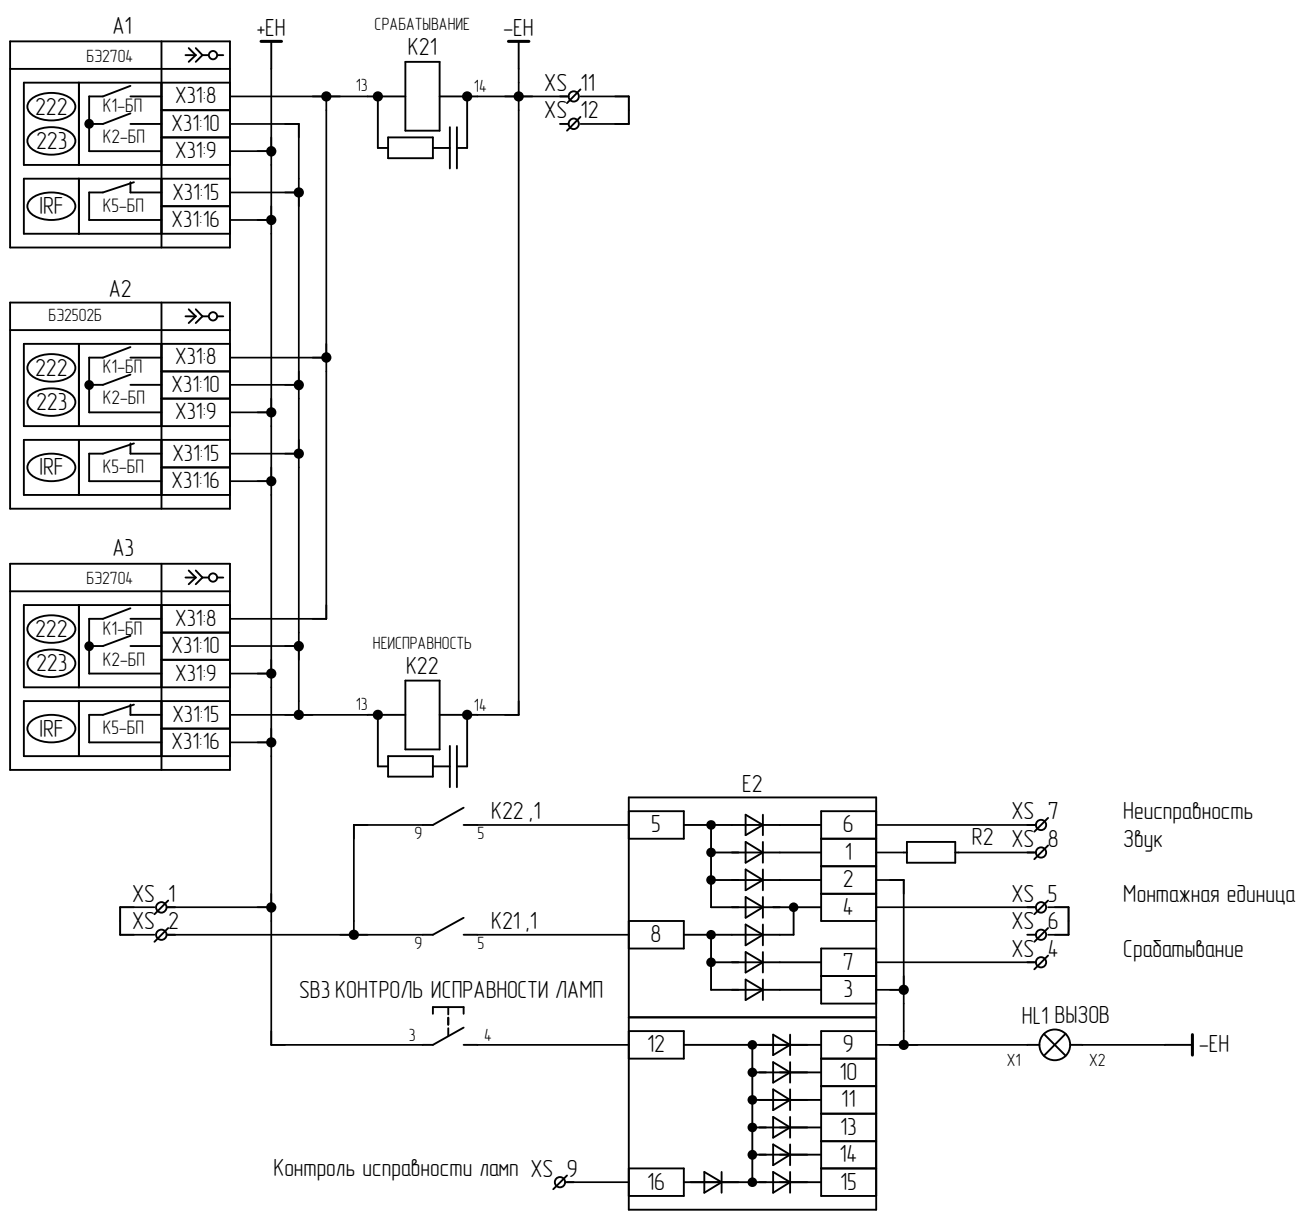 A1
+ЕН
СРАБАТЫВАНИЕ
K21
-ЕН
БЭ2704
13
14
XS 11
XS 12
222
223
K1-БП
K2-БП
X31:8
X31:10
X31:9
IRF
K5-БП
X31:15
X31:16
A2
БЭ2502Б
222
223
K1-БП
K2-БП
X31:8
X31:10
X31:9
IRF
K5-БП
X31:15
X31:16
A3
БЭ2704
222
223
K1-БП
K2-БП
X31:8
X31:10
X31:9
IRF
K5-БП
X31:15
X31:16
НЕИСПРАВНОСТЬ
K22
13
14
E2
K22,1
9
5
5
6
XS 7
Неисправность
1
R2
XS 8
Звук
2
XS 1
XS 2
K21,1
9
5
8
4
XS 5
Монтажная единица
XS 6
7
XS 4
Срабатывание
3
SB3 КОНТРОЛЬ ИСПРАВНОСТИ ЛАМП
3
4
12
9
HL1 ВЫЗОВ
X1
X2
-ЕН
10
11
13
14
Контроль исправности ламп XS 9
16
15